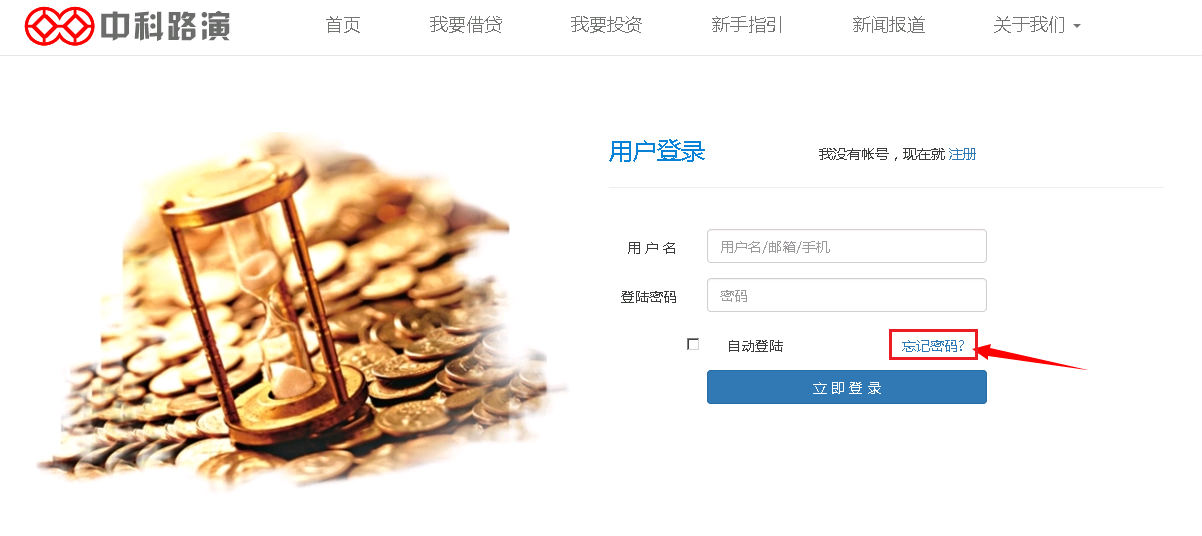 中科路演 首页 我要借贷 我要投资 新手指引 新闻报道 关于我们
用户登录 我没有帐号，现在就 注册
用 户 名 用户名/邮箱/手机
登陆密码 密码
自动登陆 忘记密码?
立 即 登 录